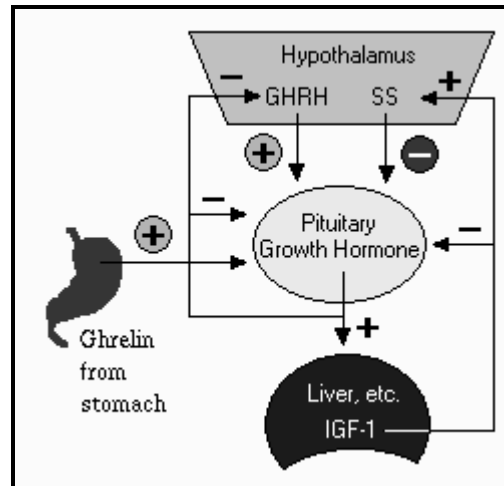 Hypothalamus
− GHRH SS +
+ −
−
+
Pituitary
Growth Hormone
−
+
Ghrelin
from
stomach
Liver, etc.
IGF-1